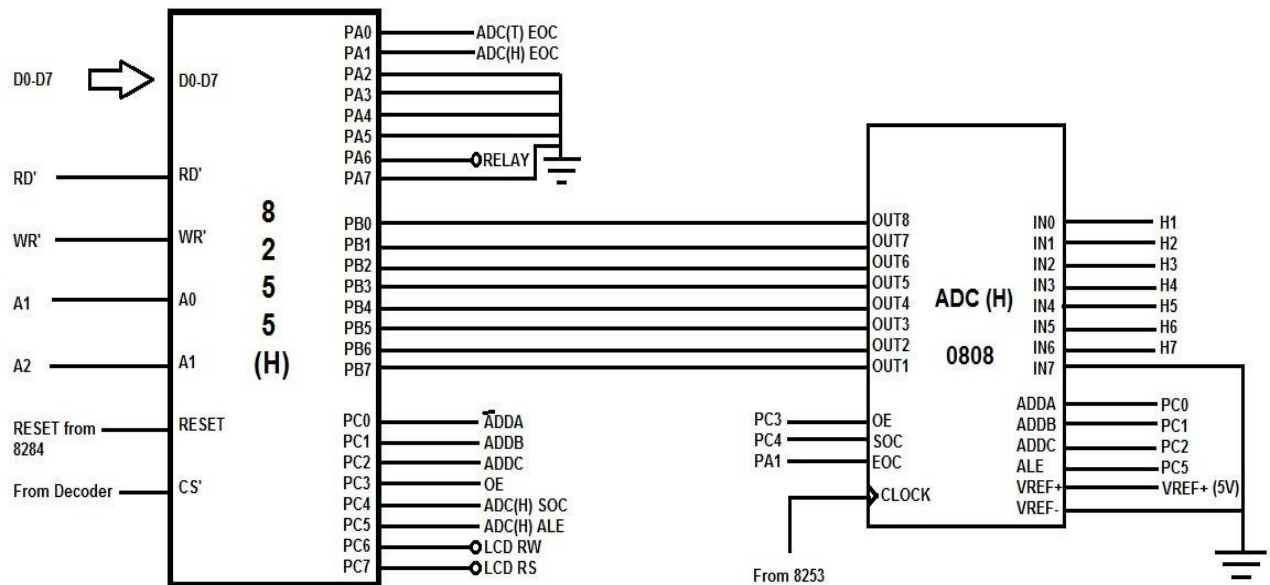 D0-D7
RD'
WR'
A1
A2
RESET from
8284
From Decoder
D0-D7
RD'
WR'
A0
A1
RESET
CS'
8
2
5
5
(H)
PA0
PA1
PA2
PA3
PA4
PA5
PA6
PA7
PB0
PB1
PB2
PB3
PB4
PB5
PB6
PB7
PC0
PC1
PC2
PC3
PC4
PC5
PC6
PC7
ADC(T) EOC
ADC(H) EOC
RELAY
ADDA
ADDB
ADDC
OE
ADC(H) SOC
ADC(H) ALE
LCD RW
LCD RS
PC3
PC4
PA1
From 8253
OUT8
OUT7
OUT6
OUT5
OUT4
OUT3
OUT2
OUT1
OE
SOC
EOC
CLOCK
ADC (H)
0808
IN0
IN1
IN2
IN3
IN4
IN5
IN6
IN7
ADDA
ADDB
ADDC
ALE
VREF+
VREF-
H1
H2
H3
H4
H5
H6
H7
PC0
PC1
PC2
PC5
VREF+ (5V)